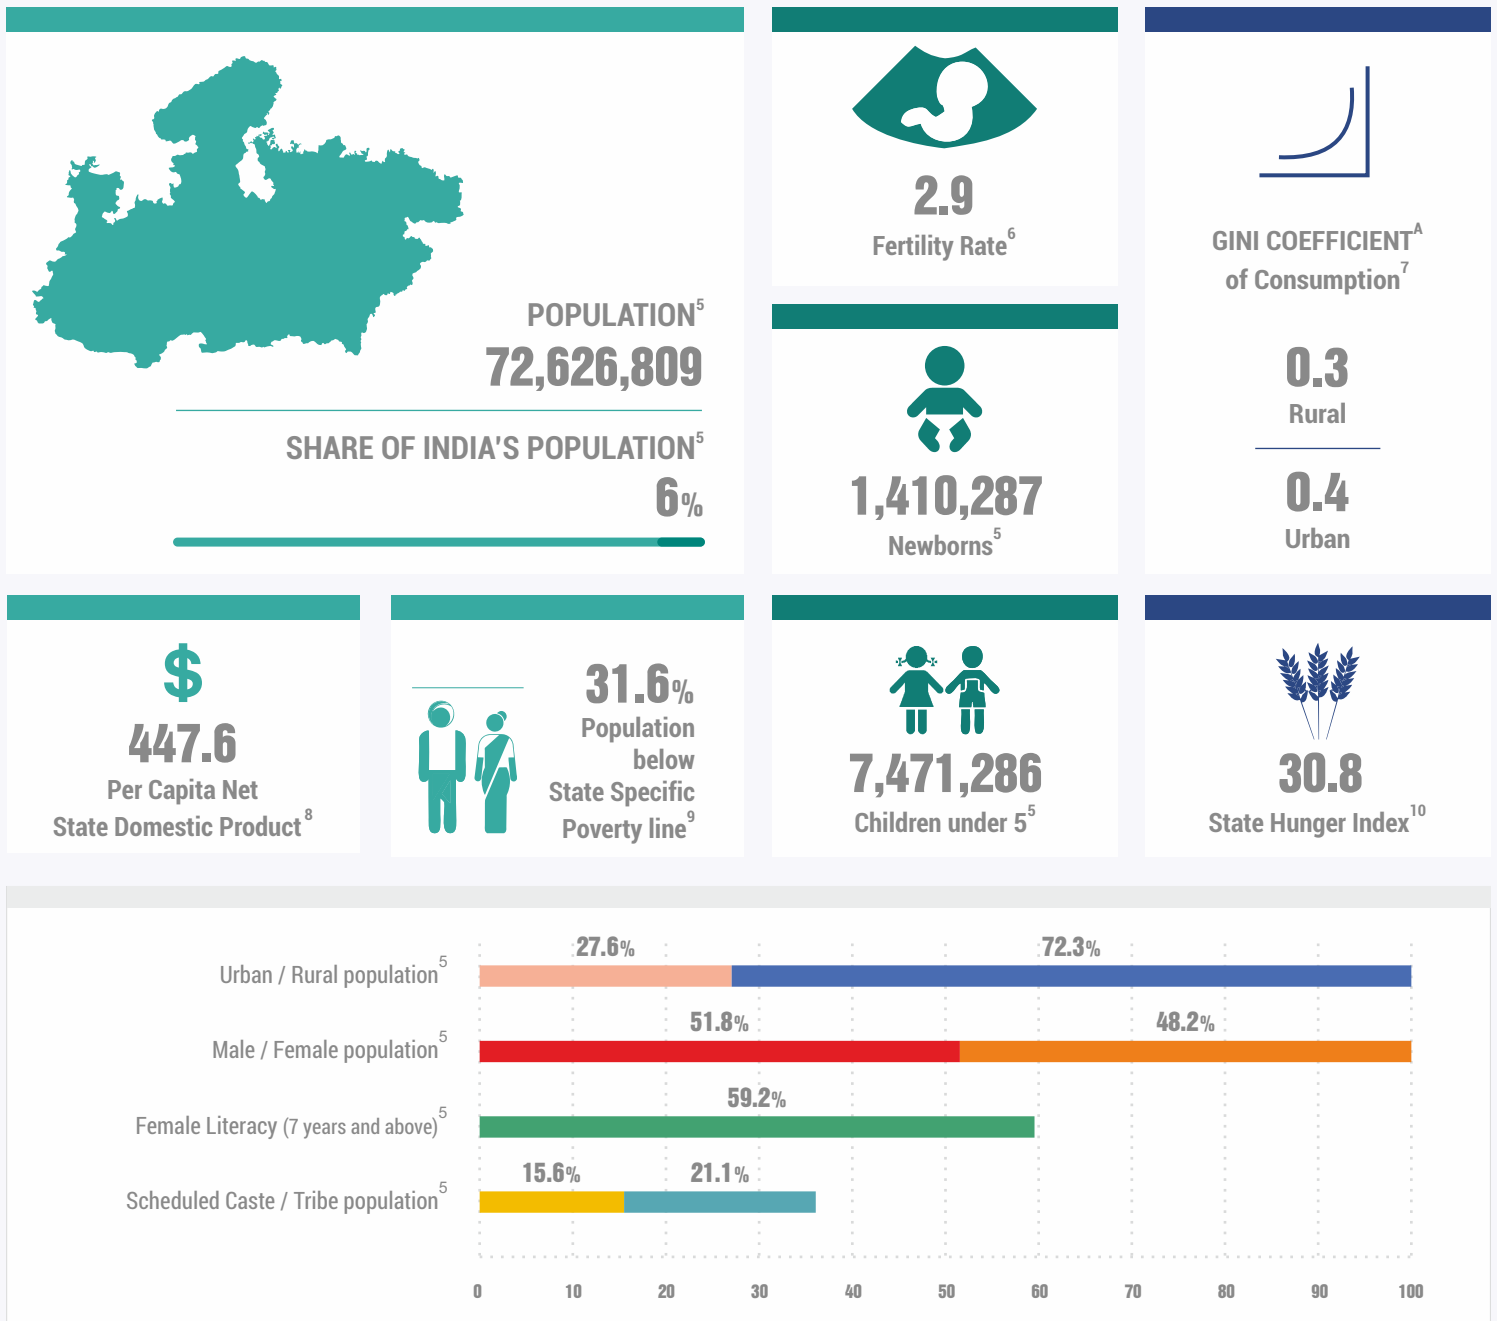 POPULATION5
72,626,809
SHARE OF INDIA'S POPULATION5
6%
2.9
Fertility Rate6
1,410,287
Newborns5
GINI COEFFICIENTA
of Consumption7
0.3
Rural
0.4
Urban
$
447.6
Per Capita Net
State Domestic Product8
31.6%
Population
below
State Specific
Poverty line9
7,471,286
Children under 55
30.8
State Hunger Index10
27.6% 72.3%
Urban / Rural population5
51.8% 48.2%
Male / Female population5
59.2%
Female Literacy (7 years and above)5
15.6% 21.1%
Scheduled Caste / Tribe population5
0 10 20 30 40 50 60 70 80 90 100